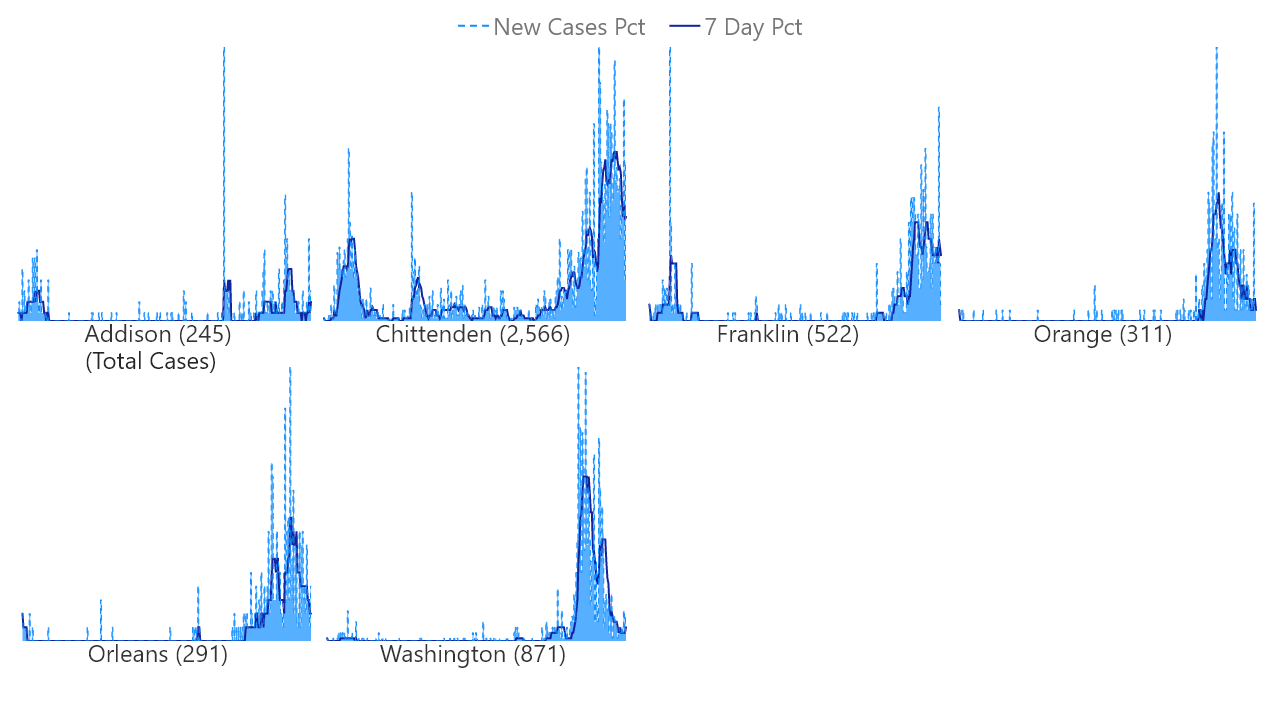 New Cases Pct 7 Day Pct
Addison (245) Chittenden (2,566) Franklin (522) Orange (311)
(Total Cases)
Orleans (291) Washington (871)